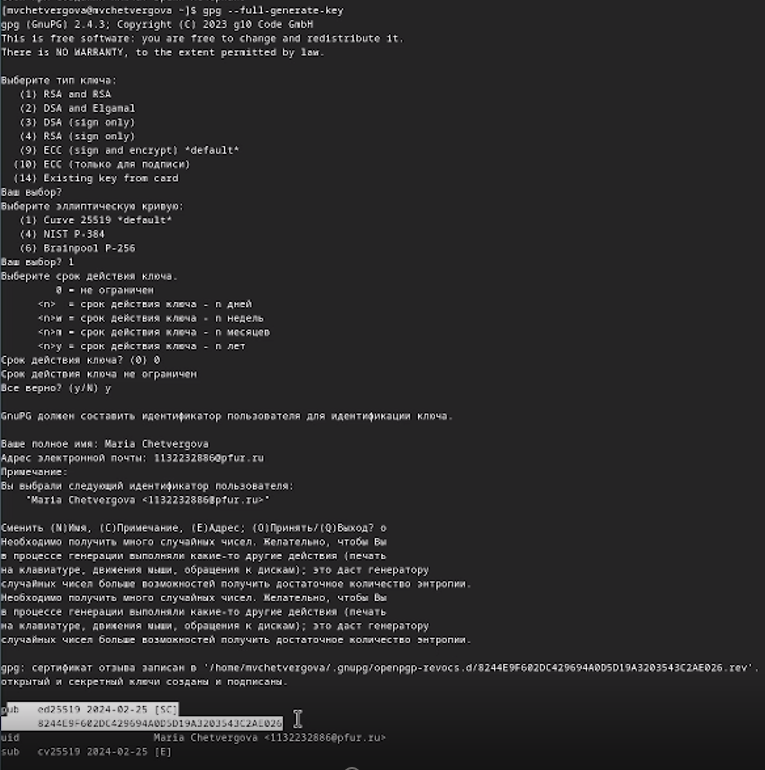 [mvchetvergova@mvchetvergova ~]$ gpg --full-generate-key
gpg (GnuPG) 2.4.3; Copyright (C) 2023 g10 Code GmbH
This is free software: you are free to change and redistribute it.
There is NO WARRANTY, to the extent permitted by law.
Выберите тип ключа:
(1) RSA and RSA
(2) DSA and Elgamal
(3) DSA (sign only)
(4) RSA (sign only)
(9) ECC (sign and encrypt) *default*
(10) ECC (только для подписи)
(14) Existing key from card
Ваш выбор?
Выберите эллиптическую кривую:
(1) Curve 25519 *default*
(4) NIST P-384
(6) Brainpool P-256
Ваш выбор? 1
Выберите срок действия ключа.
0 = не ограничен
<n> = срок действия ключа - n дней
<n>w = срок действия ключа - n недель
<n>m = срок действия ключа - n месяцев
<n>y = срок действия ключа - n лет
Срок действия ключа? (0) 0
Срок действия ключа не ограничен
Все верно? (y/N) y
GnuPG должен составить идентификатор пользователя для идентификации ключа.
Ваше полное имя: Maria Chetvergova
Адрес электронной почты: 1132232886@pfur.ru
Примечание:
Вы выбрали следующий идентификатор пользователя:
"Maria Chetvergova <1132232886@pfur.ru>"
Сменить (N)Имя, (C)Примечание, (E)Адрес; (O)Принять/(Q)Выход? o
Необходимо получить много случайных чисел. Желательно, чтобы Вы
в процессе генерации выполняли какие-то другие действия (печать
на клавиатуре, движения мыши, обращения к дискам); это даст генератору
случайных чисел больше возможностей получить достаточное количество энтропии.
Необходимо получить много случайных чисел. Желательно, чтобы Вы
в процессе генерации выполняли какие-то другие действия (печать
на клавиатуре, движения мыши, обращения к дискам); это даст генератору
случайных чисел больше возможностей получить достаточное количество энтропии.
gpg: сертификат отзыва записан в '/home/mvchetvergova/.gnupg/openpgp-revocs.d/8244E9F602DC429694A0D5D19A3203543C2AE026.rev'.
открытый и секретный ключи созданы и подписаны.
pub ed25519 2024-02-25 [SC]
8244E9F602DC429694A0D5D19A3203543C2AE026
uid Maria Chetvergova <1132232886@pfur.ru>
sub cv25519 2024-02-25 [E]